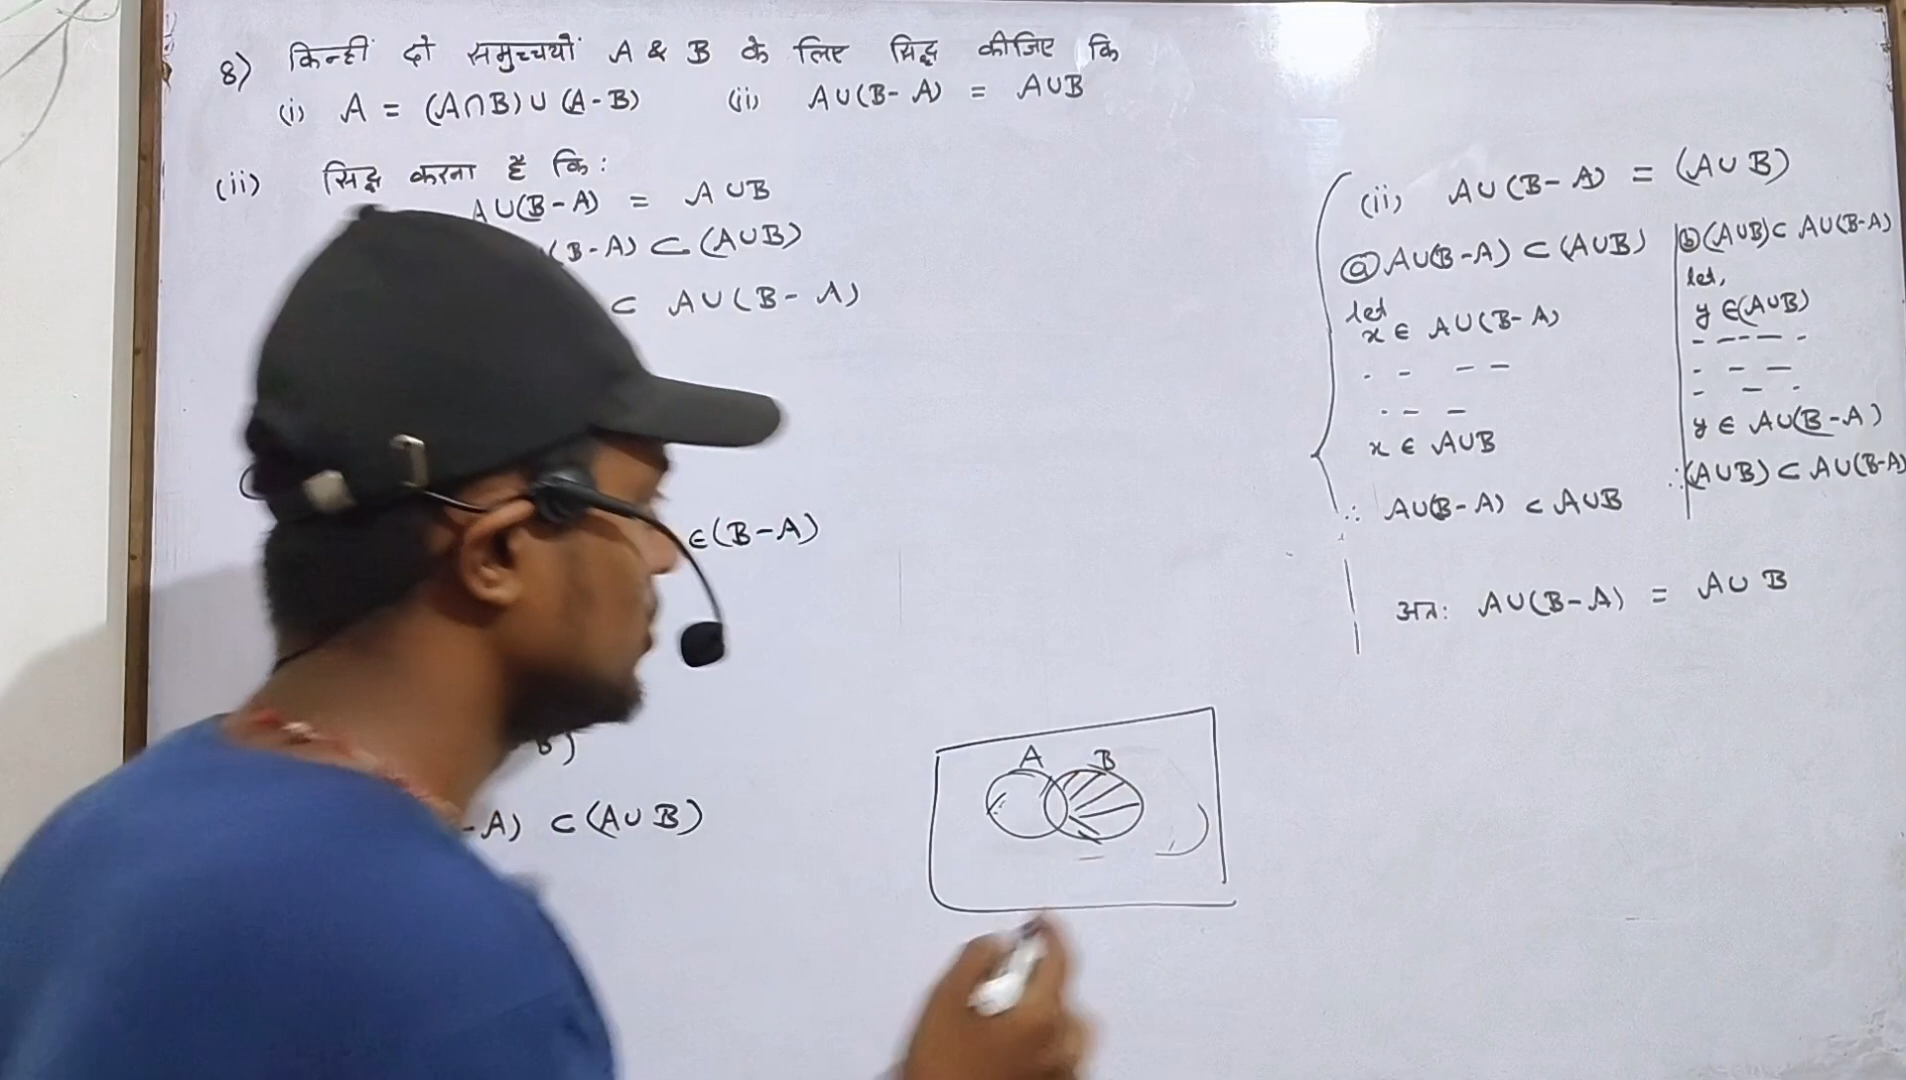 8) किन्हीं दो समुच्चयों A & B के लिए सिद्ध कीजिए कि
(i) A = (A∩B)∪(A-B) (ii) A∪(B-A) = A∪B
(ii) सिद्ध करना है कि:
A∪(B-A) = A∪B
(B-A) ⊂ (A∪B)
⊂ A∪(B-A)
∈(B-A)
B)
-A) ⊂ (A∪B)
A B
(ii) A∪(B-A) = (A∪B)
ⓐ A∪(B-A) ⊂ (A∪B)
let
x ∈ A∪(B-A)
. - - -
. - -
x ∈ A∪B
∴ A∪(B-A) ⊂ A∪B
ⓑ (A∪B) ⊂ A∪(B-A)
let,
y ∈(A∪B)
- ---- -
- - -
- - -
y ∈ A∪(B-A)
∴ (A∪B) ⊂ A∪(B-A)
अतः A∪(B-A) = A∪B